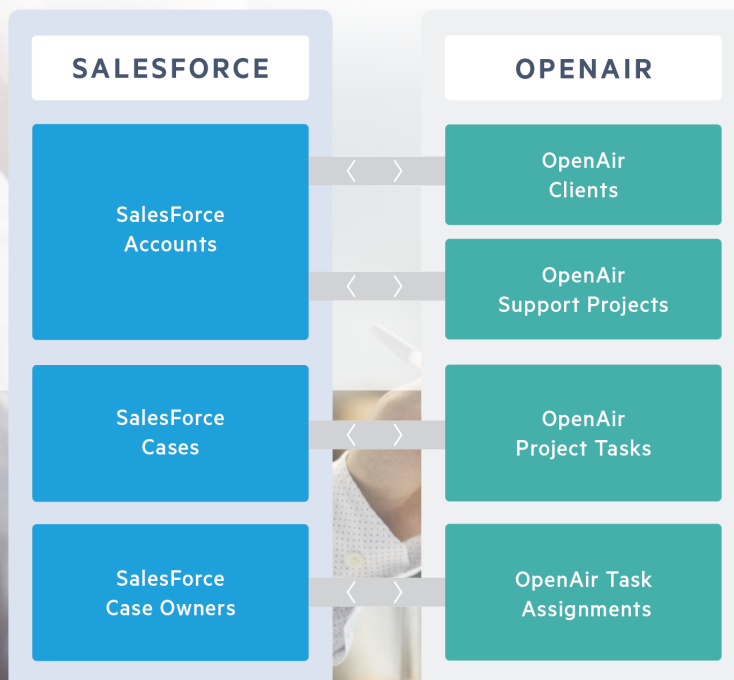 SALESFORCE
OPENAIR
SalesForce
Accounts
OpenAir
Clients
OpenAir
Support Projects
SalesForce
Cases
OpenAir
Project Tasks
SalesForce
Case Owners
OpenAir Task
Assignments